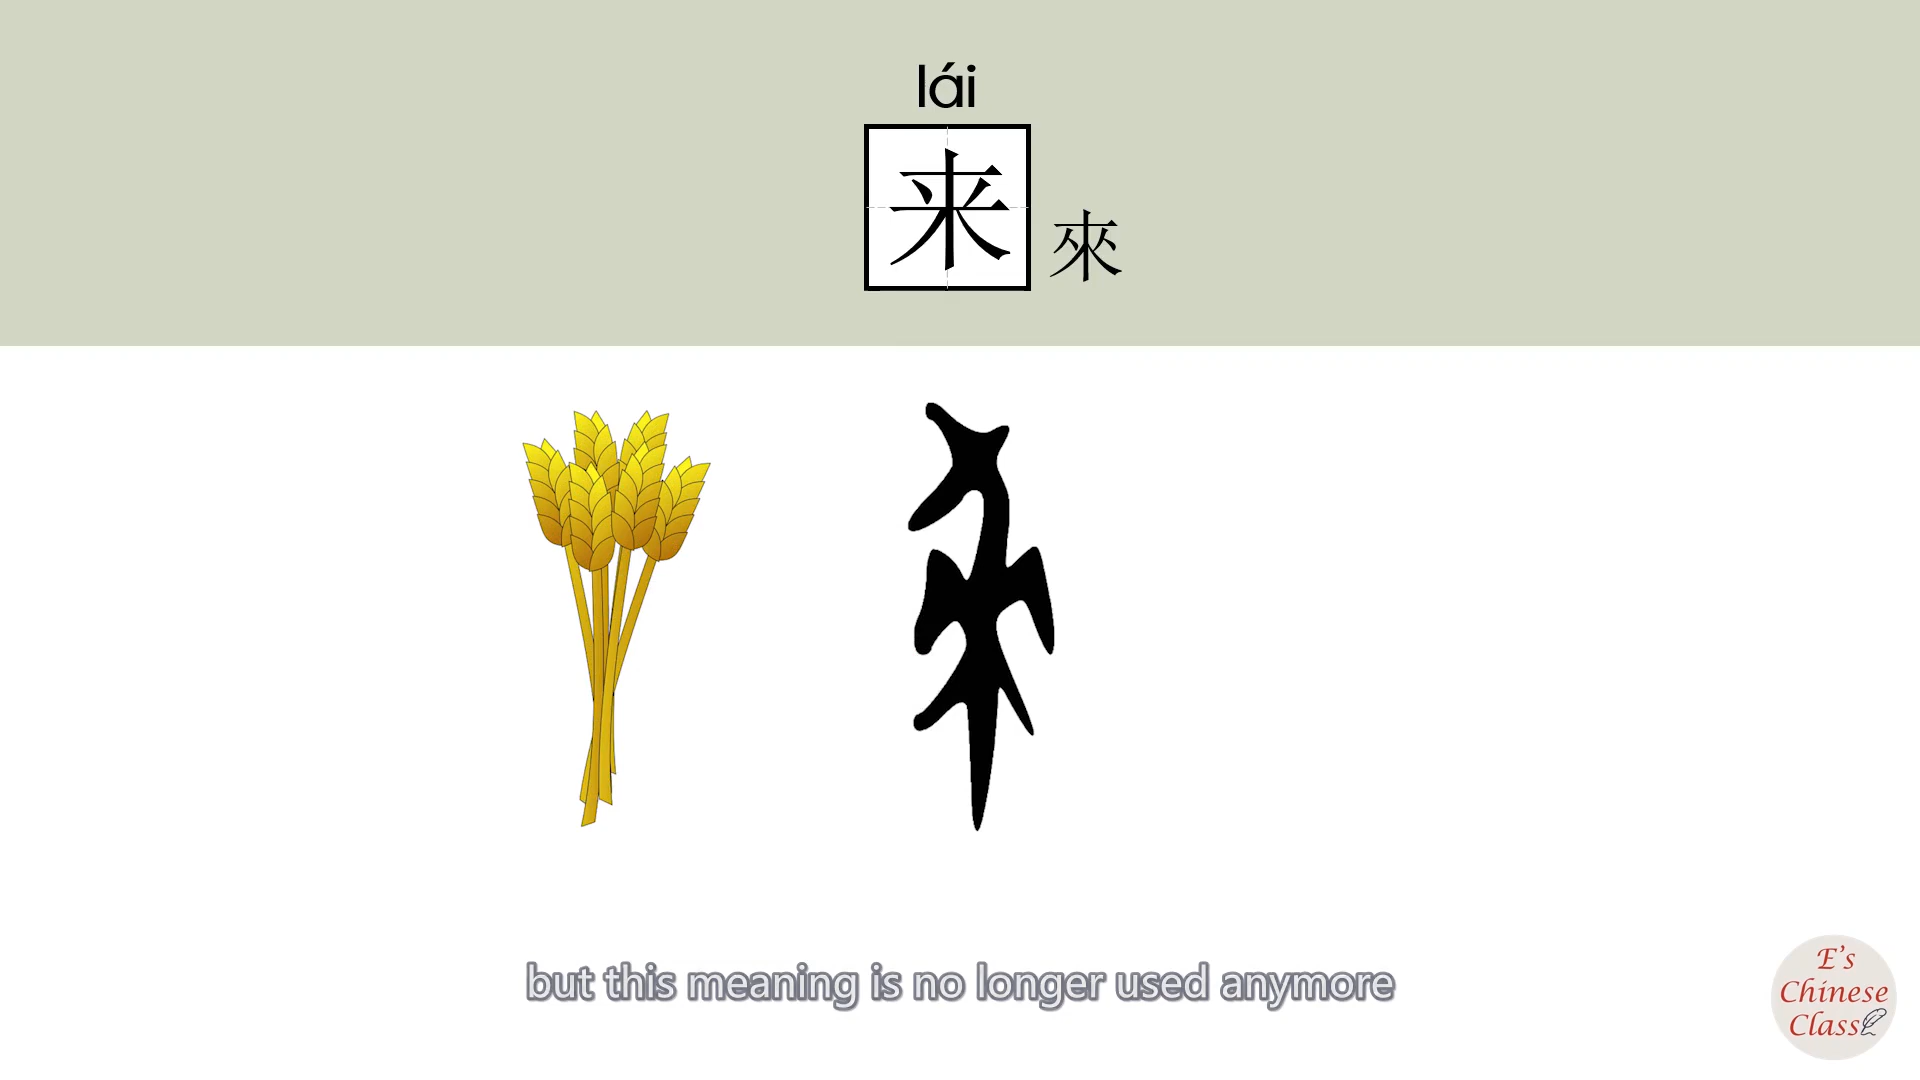 lái
来
來
but this meaning is no longer used anymore
E's
Chinese
Class